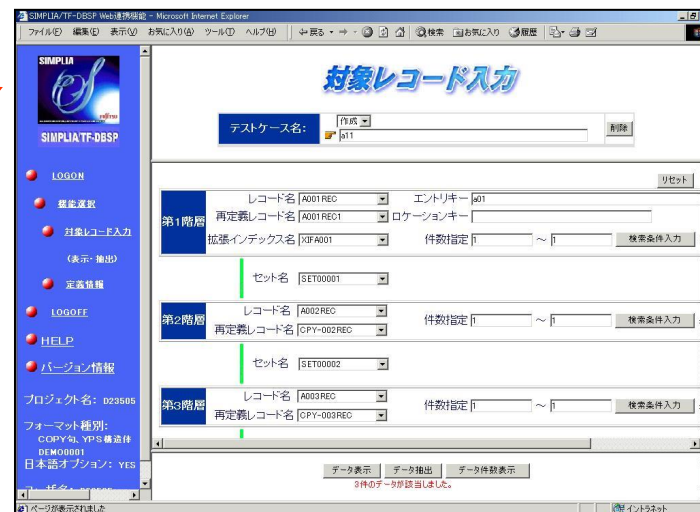 SIMPLIA/TF-DBSP Web連携機能 - Microsoft Internet Explorer
ファイル(F) 編集(E) 表示(V) お気に入り(A) ツール(T) ヘルプ(H) 戻る 検索 お気に入り 履歴
SIMPLIA
FUJITSU
SIMPLIA/TF-DBSP
LOGON
機能選択
対象レコード入力
(表示・抽出)
定義情報
LOGOFF
HELP
バージョン情報
プロジェクト名: D23505
フォーマット種別:
COPY句、YPS構造体
DEMO0001
日本語オプション: YES
対象レコード入力
テストケース名: 作成
a11
削除
リセット
第1階層
レコード名 A001REC エントリキー a01
再定義レコード名 A001REC1 ロケーションキー
拡張インデックス名 XIFA001 件数指定 1 ～ 1 検索条件入力
セット名 SET00001
第2階層
レコード名 A002REC
再定義レコード名 CPY-002REC 件数指定 1 ～ 1 検索条件入力
セット名 SET00002
第3階層
レコード名 A003REC
再定義レコード名 CPY-003REC 件数指定 1 ～ 1 検索条件入力
データ表示 データ抽出 データ件数表示
3件のデータが該当しました。
ページが表示されました イントラネット